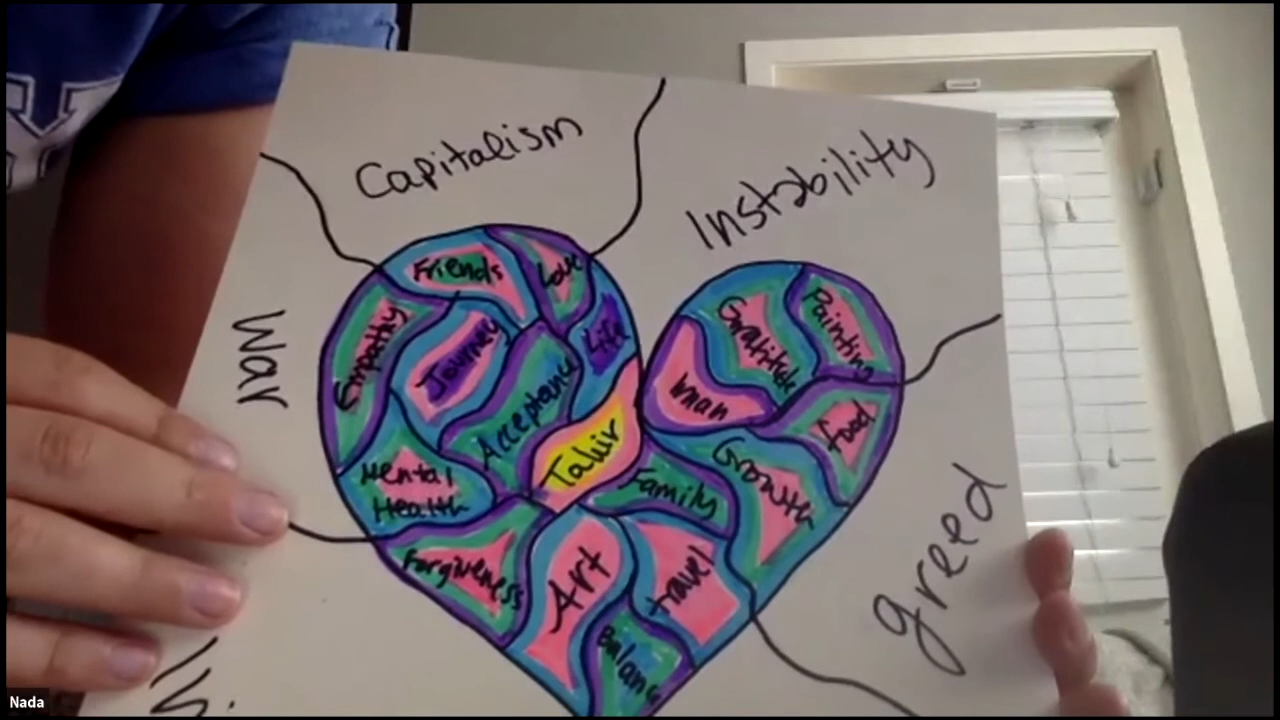 Capitalism
Instability
War
greed
Friends
Love
Life
Empathy
Journey
Acceptance
Tahir
Mental
Health
Forgiveness
Art
Family
Travel
Balance
Gratitude
Painting
Iman
food
Growth
Nada